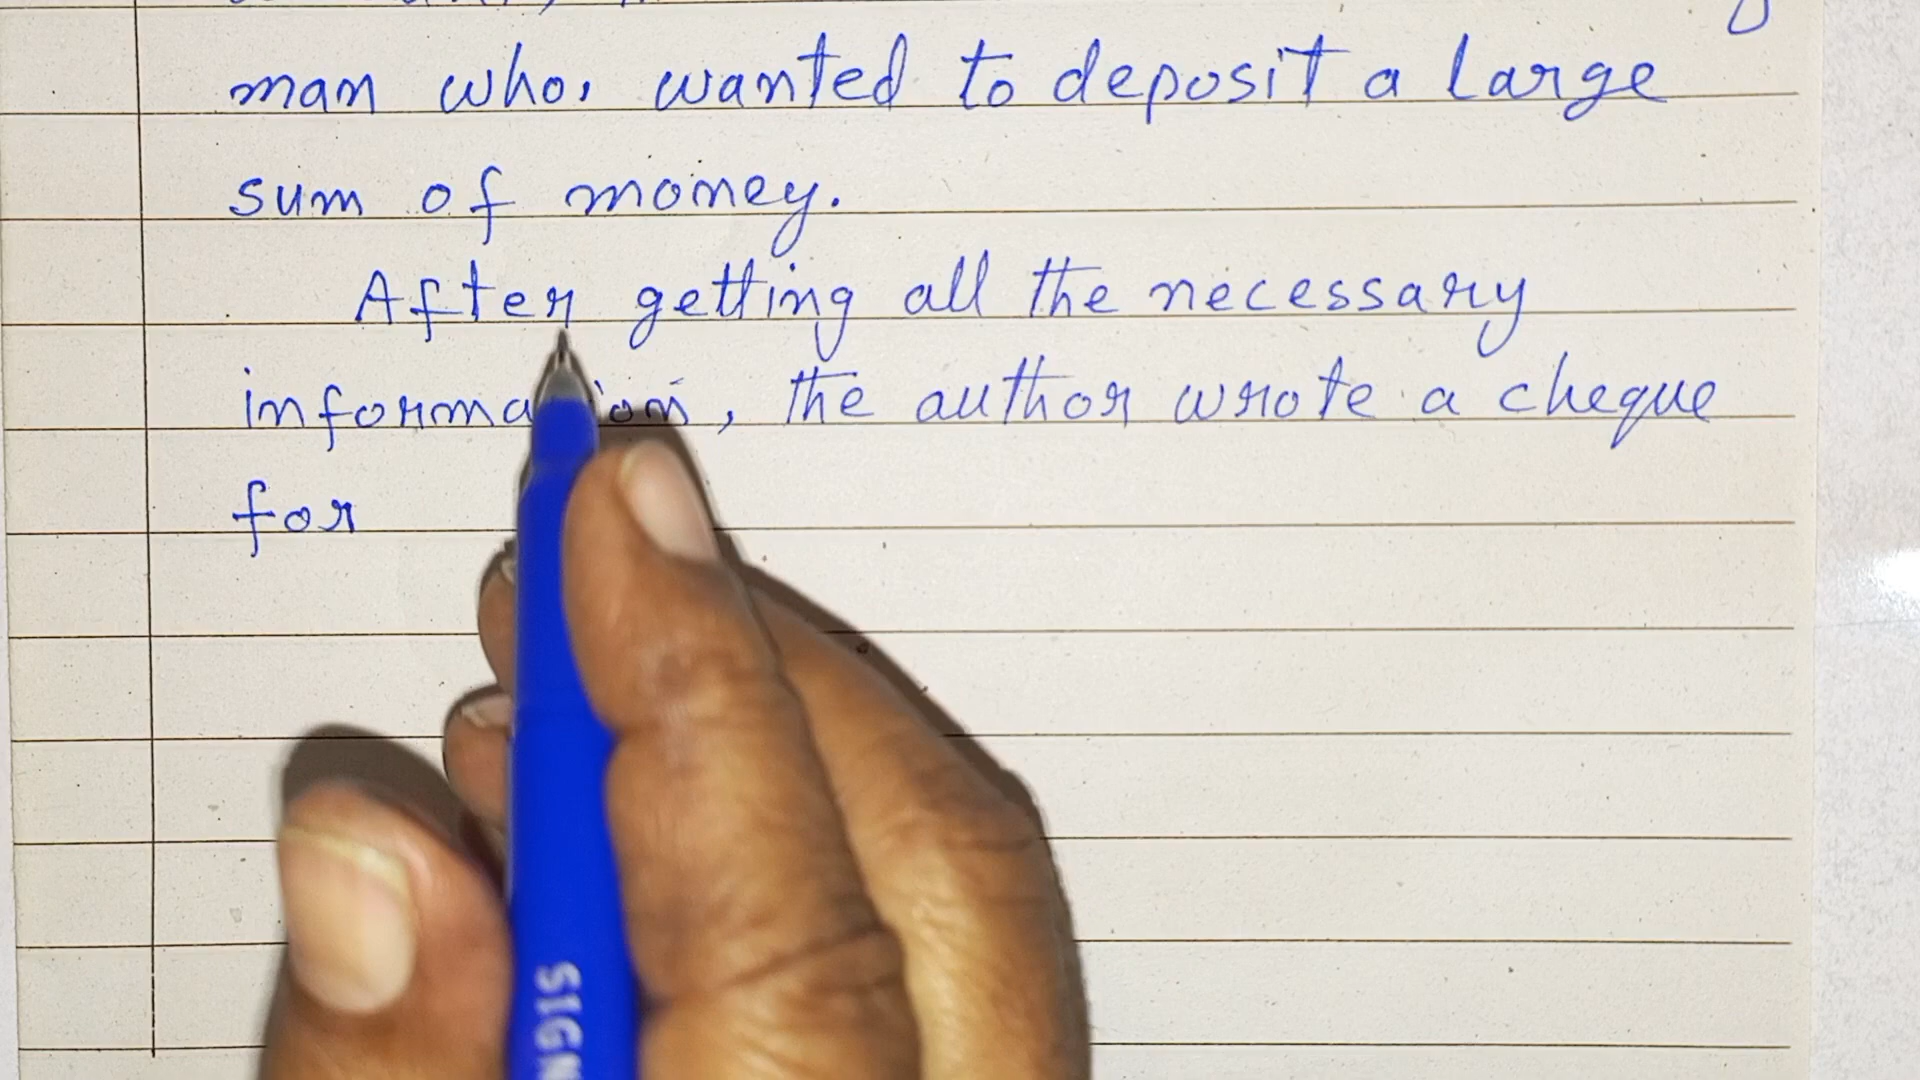 man who, wanted to deposit a large
sum of money.
After getting all the necessary
information, the author wrote a cheque
for
SIGN